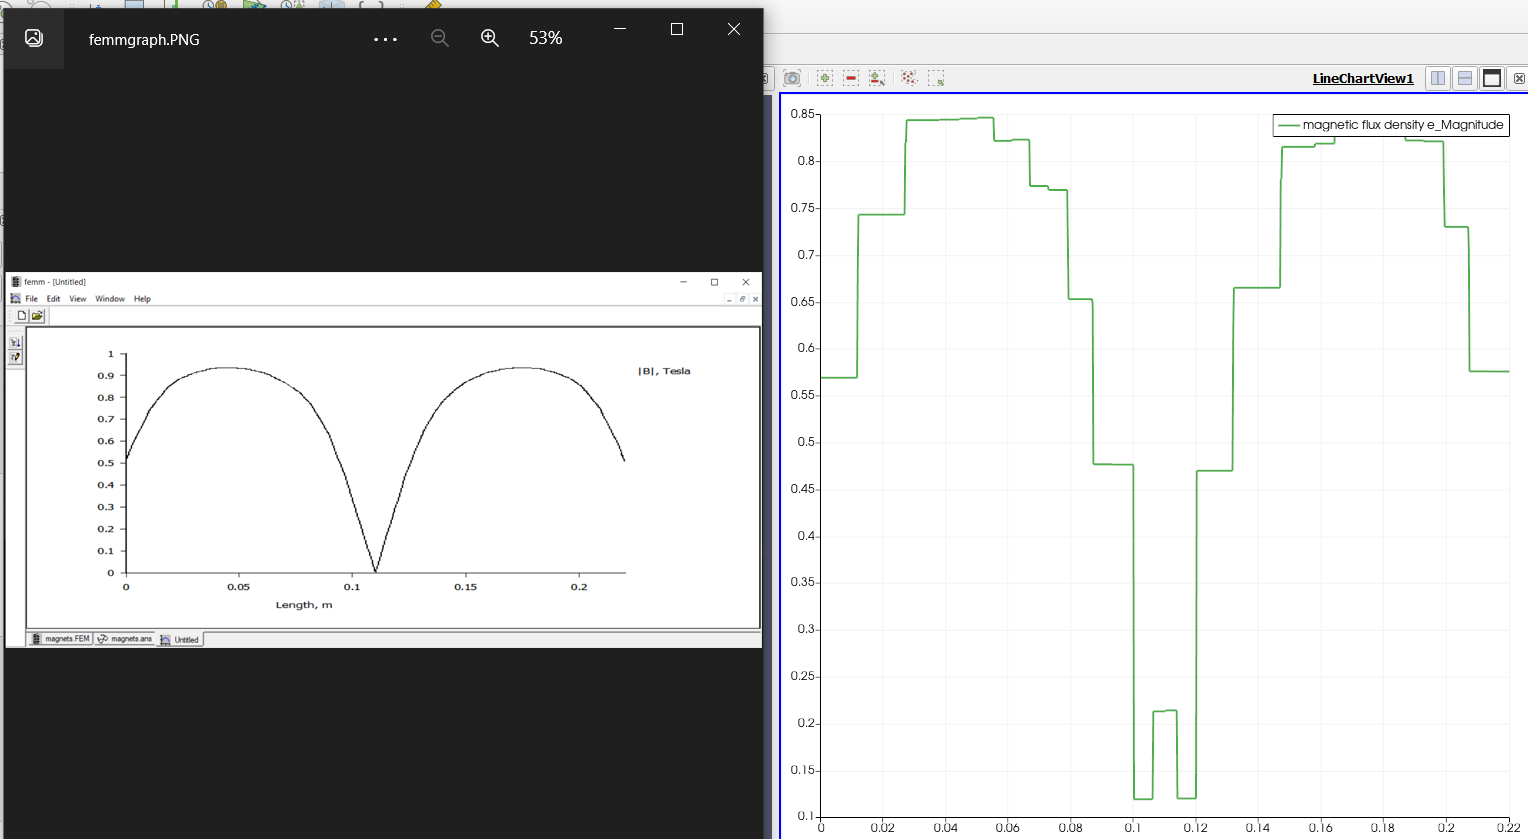 femmgraph.PNG
53%
femm - [Untitled]
File Edit View Window Help
1
0.9
0.8
0.7
0.6
0.5
0.4
0.3
0.2
0.1
0
|B|, Tesla
0 0.05 0.1 0.15 0.2
Length, m
magnets.FEM magnets.ans Untitled
LineChartView1
magnetic flux density e_Magnitude
0.85
0.8
0.75
0.7
0.65
0.6
0.55
0.5
0.45
0.4
0.35
0.3
0.25
0.2
0.15
0.1
0 0.02 0.04 0.06 0.08 0.1 0.12 0.14 0.16 0.18 0.2 0.22